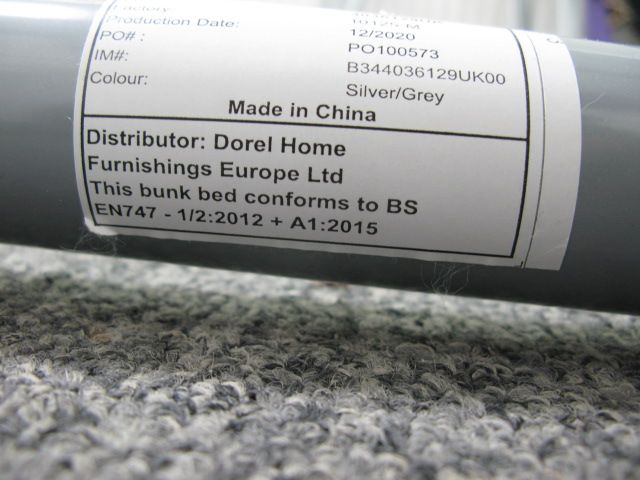 Factory:
Production Date: 12/2020
PO#: PO100573
IM#: B344036129UK00
Colour: Silver/Grey
Made in China
Distributor: Dorel Home
Furnishings Europe Ltd
This bunk bed conforms to BS
EN747 - 1/2:2012 + A1:2015